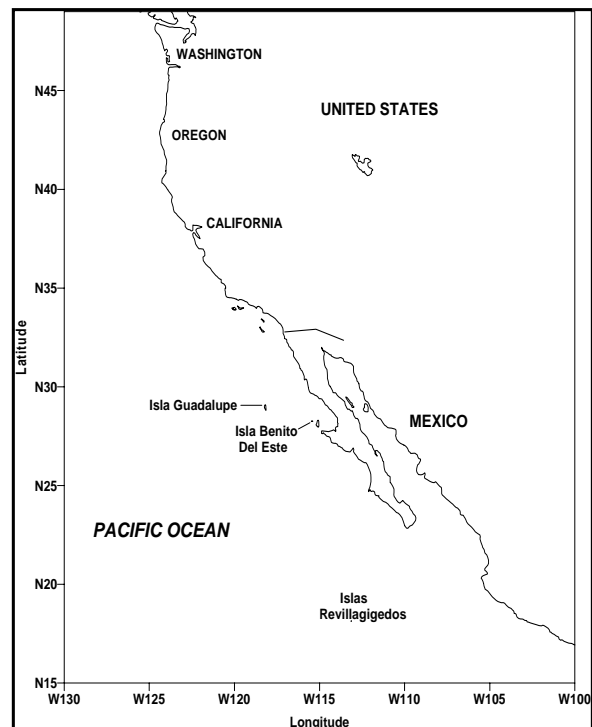 WASHINGTON
N45
UNITED STATES
OREGON
N40
CALIFORNIA
N35
Latitude
N30
Isla Guadalupe
MEXICO
Isla Benito
Del Este
N25
PACIFIC OCEAN
N20
Islas
Revillagigedos
N15
W130
W125
W120
W115
W110
W105
W100
Longitude